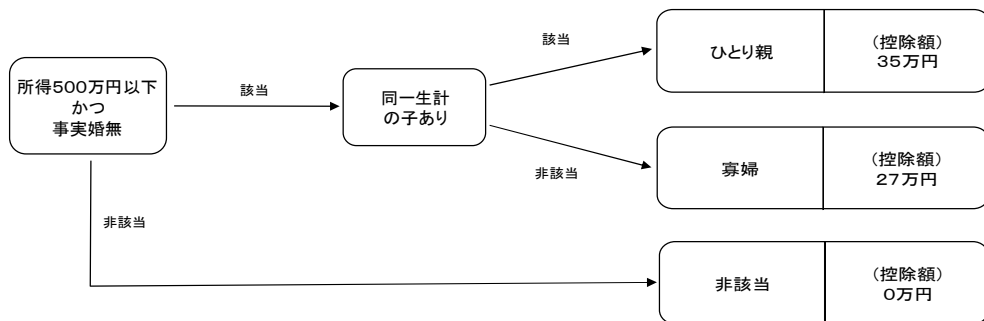 所得500万円以下
かつ
事実婚無
該当
同一生計
の子あり
該当
ひとり親
(控除額)
35万円
非該当
寡婦
(控除額)
27万円
非該当
非該当
(控除額)
0万円